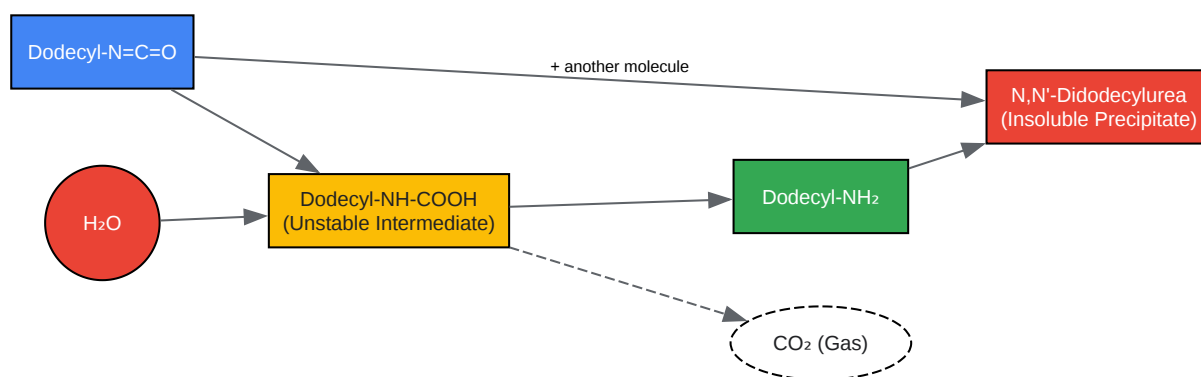 Dodecyl-N=C=O
+ another molecule
N,N'-Didodecylurea
(Insoluble Precipitate)
H₂O
Dodecyl-NH-COOH
(Unstable Intermediate)
Dodecyl-NH₂
CO₂ (Gas)